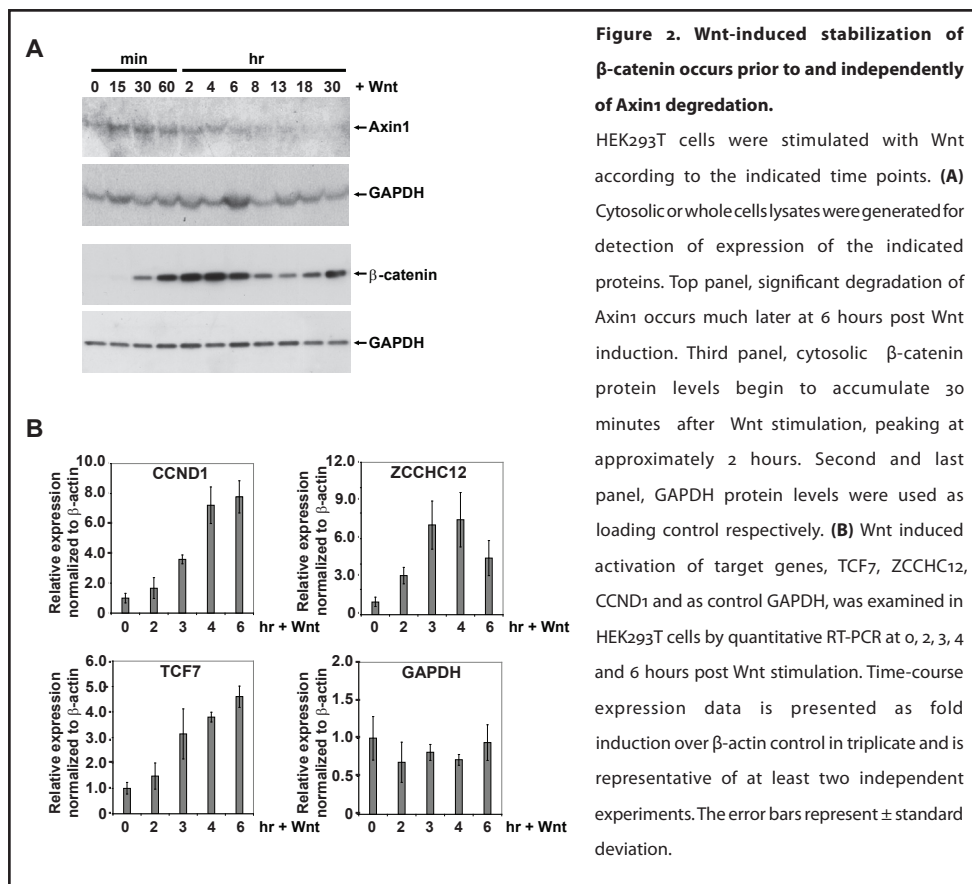 A
min hr
0 15 30 60 2 4 6 8 13 18 30 + Wnt
Axin1
GAPDH
β-catenin
GAPDH
B
CCND1
Relative expression
normalized to β-actin
10.0
8.0
6.0
4.0
2.0
0
0 2 3 4 6 hr + Wnt
ZCCHC12
Relative expression
normalized to β-actin
12.0
9.0
6.0
3.0
0
0 2 3 4 6 hr + Wnt
TCF7
Relative expression
normalized to β-actin
6.0
5.0
4.0
3.0
2.0
1.0
0
0 2 3 4 6 hr + Wnt
GAPDH
Relative expression
normalized to β-actin
2.0
1.5
1.0
0.5
0
0 2 3 4 6 hr + Wnt
Figure 2. Wnt-induced stabilization of
β-catenin occurs prior to and independently
of Axin1 degredation.
HEK293T cells were stimulated with Wnt
according to the indicated time points. (A)
Cytosolic or whole cells lysates were generated for
detection of expression of the indicated
proteins. Top panel, significant degradation of
Axin1 occurs much later at 6 hours post Wnt
induction. Third panel, cytosolic β-catenin
protein levels begin to accumulate 30
minutes after Wnt stimulation, peaking at
approximately 2 hours. Second and last
panel, GAPDH protein levels were used as
loading control respectively. (B) Wnt induced
activation of target genes, TCF7, ZCCHC12,
CCND1 and as control GAPDH, was examined in
HEK293T cells by quantitative RT-PCR at 0, 2, 3, 4
and 6 hours post Wnt stimulation. Time-course
expression data is presented as fold
induction over β-actin control in triplicate and is
representative of at least two independent
experiments. The error bars represent ± standard
deviation.